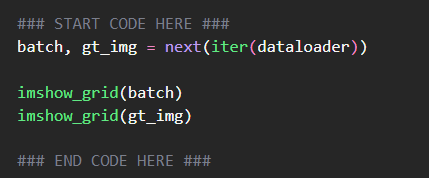 ### START CODE HERE ###
batch, gt_img = next(iter(dataloader))
imshow_grid(batch)
imshow_grid(gt_img)
### END CODE HERE ###